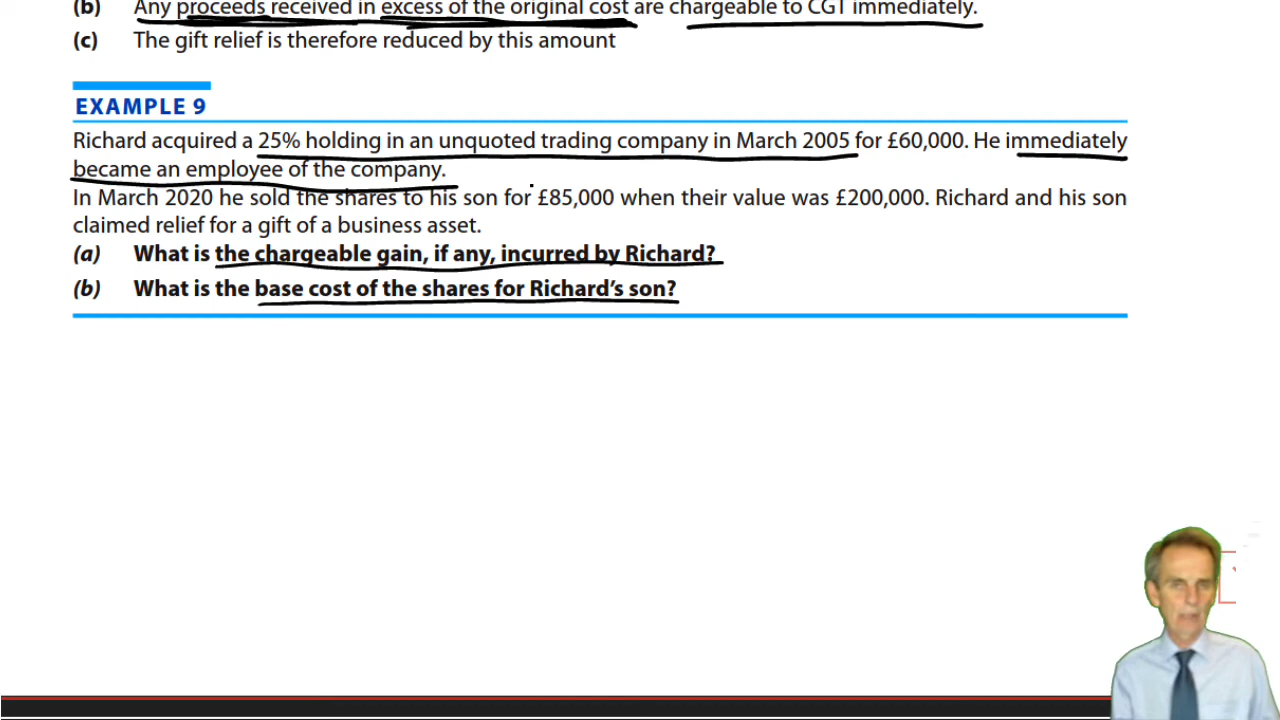 (b) Any proceeds received in excess of the original cost are chargeable to CGT immediately.
(c) The gift relief is therefore reduced by this amount
EXAMPLE 9
Richard acquired a 25% holding in an unquoted trading company in March 2005 for £60,000. He immediately
became an employee of the company.
In March 2020 he sold the shares to his son for £85,000 when their value was £200,000. Richard and his son
claimed relief for a gift of a business asset.
(a) What is the chargeable gain, if any, incurred by Richard?
(b) What is the base cost of the shares for Richard's son?